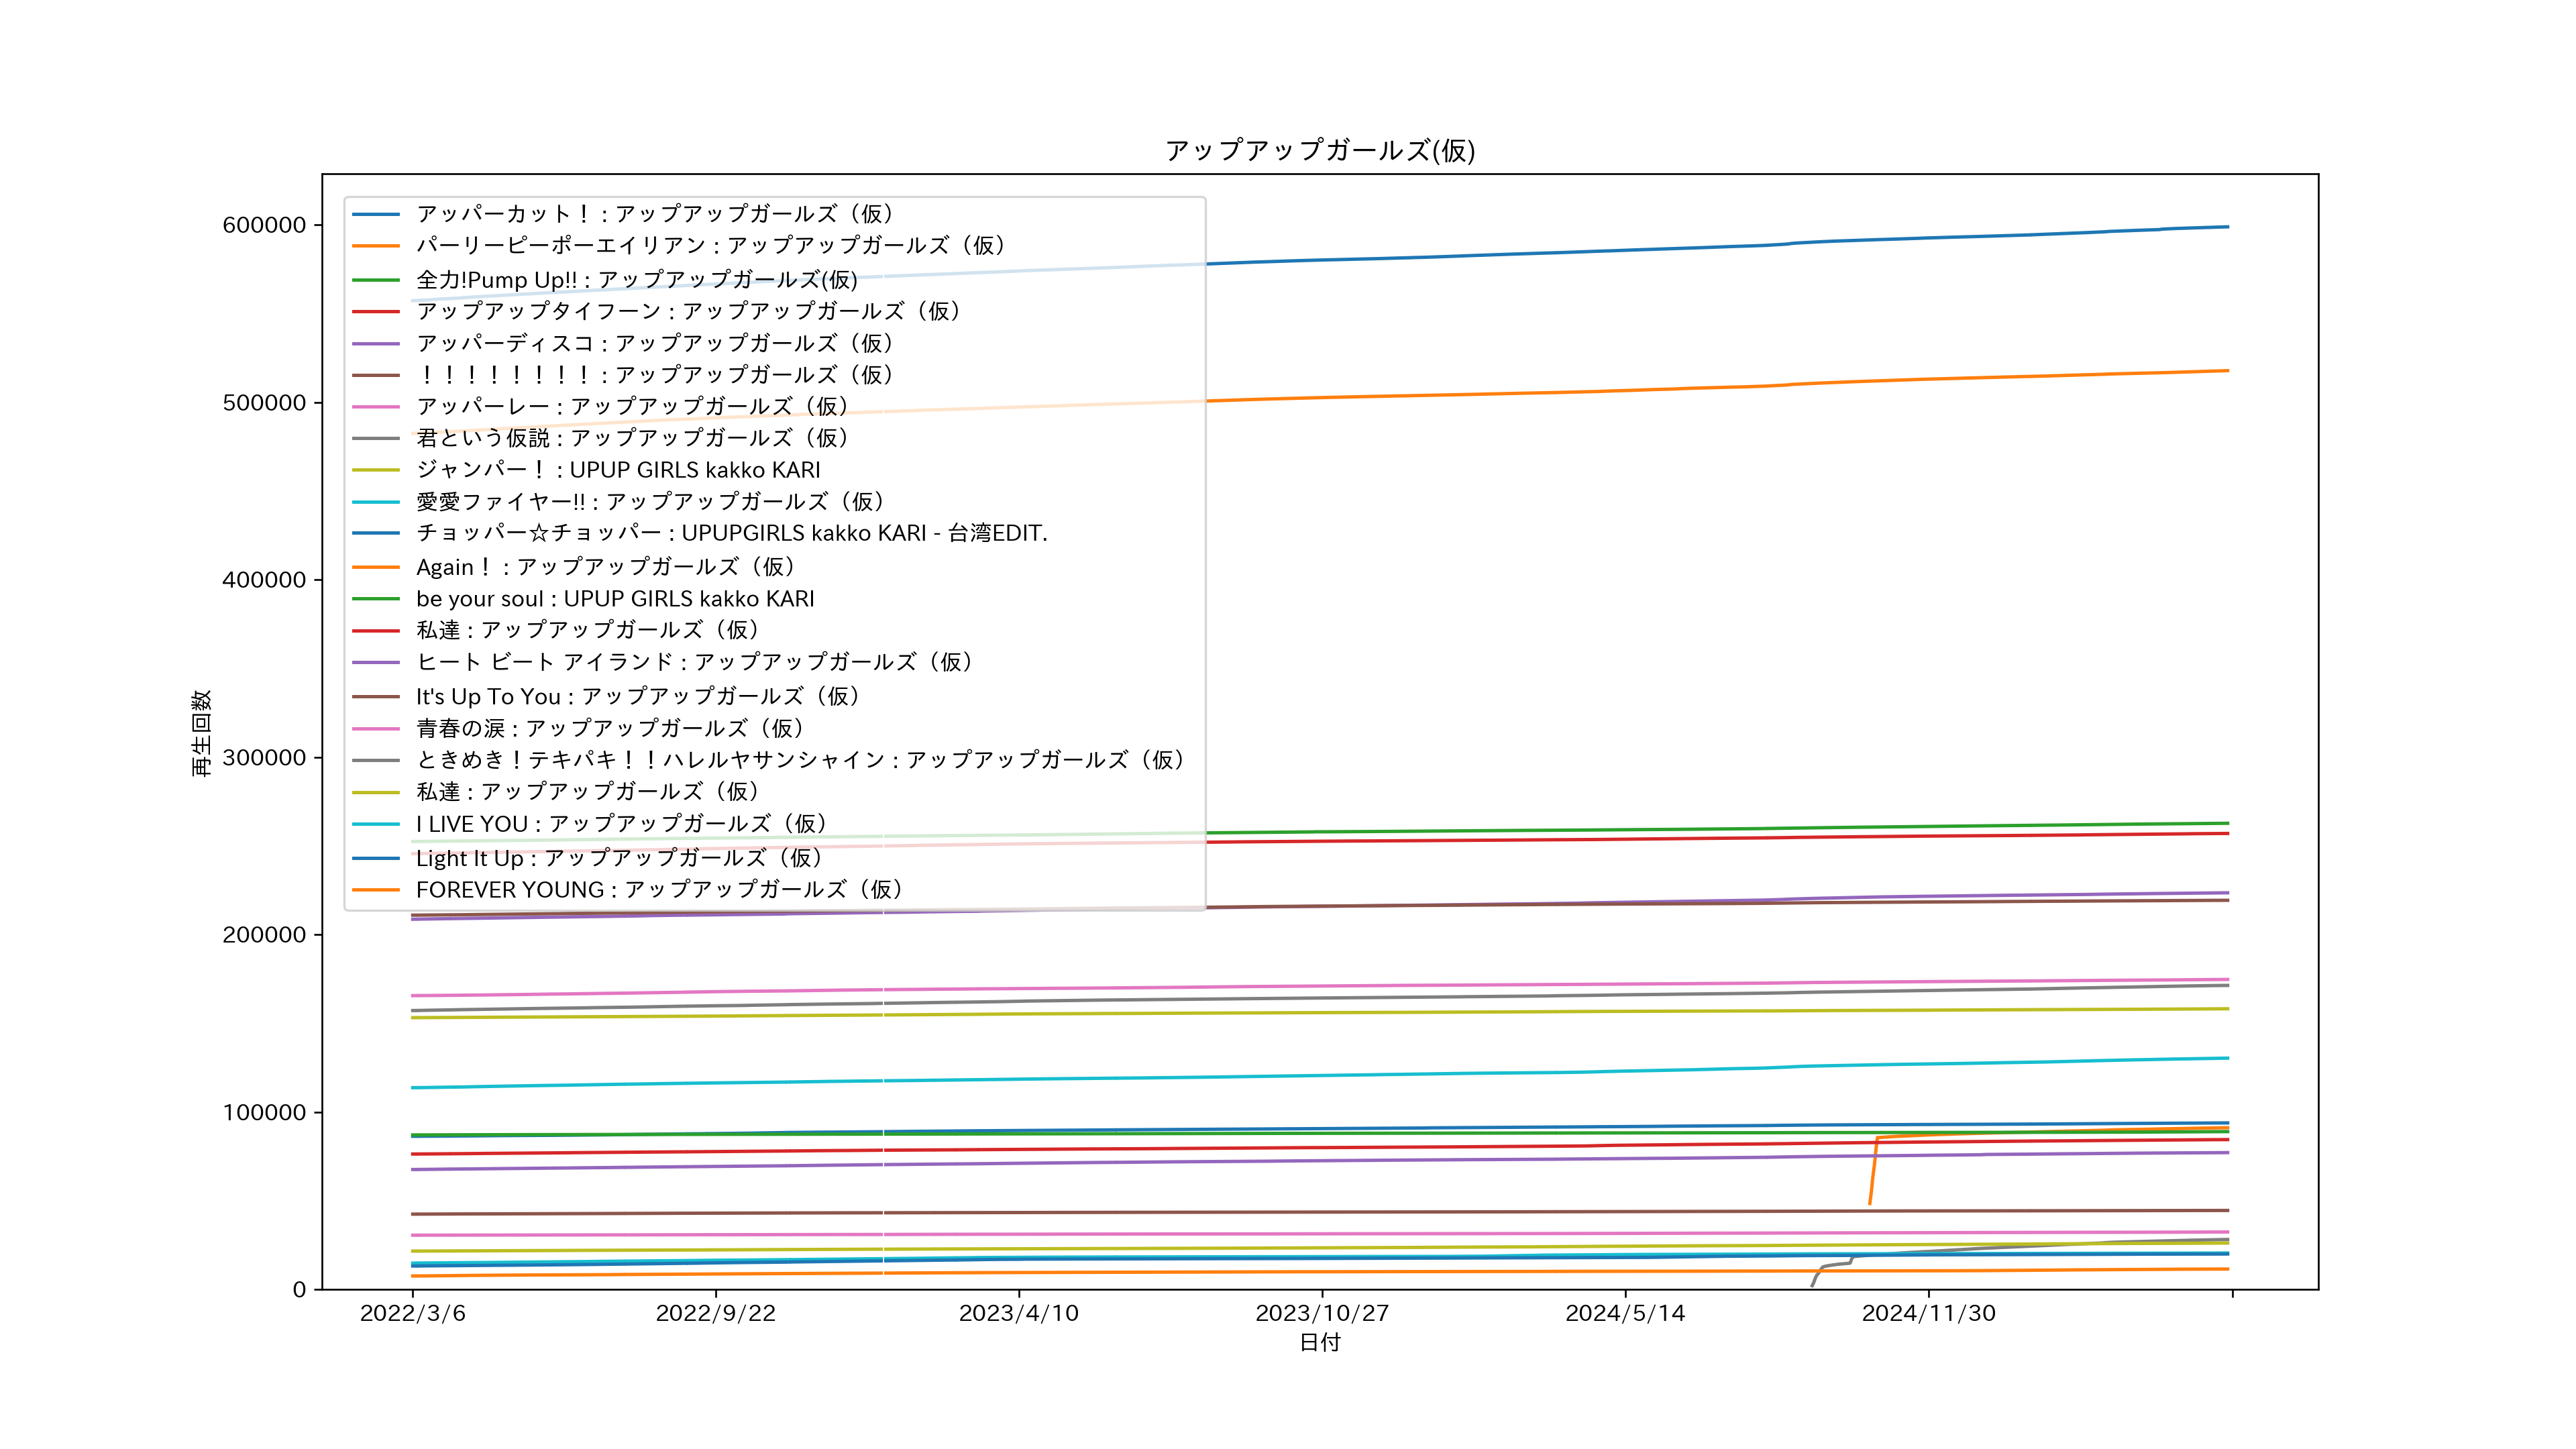 アップアップガールズ(仮)
600000
500000
400000
300000
200000
100000
0
再生回数
アッパーカット！ : アップアップガールズ（仮）
パーリーピーポーエイリアン : アップアップガールズ（仮）
全力!Pump Up!! : アップアップガールズ(仮)
アップアップタイフーン : アップアップガールズ（仮）
アッパーディスコ : アップアップガールズ（仮）
！！！！！！！！ : アップアップガールズ（仮）
アッパーレー : アップアップガールズ（仮）
君という仮説 : アップアップガールズ（仮）
ジャンパー！ : UPUP GIRLS kakko KARI
愛愛ファイヤー!! : アップアップガールズ（仮）
チョッパー☆チョッパー : UPUPGIRLS kakko KARI - 台湾EDIT.
Again！ : アップアップガールズ（仮）
be your soul : UPUP GIRLS kakko KARI
私達 : アップアップガールズ（仮）
ヒート ビート アイランド : アップアップガールズ（仮）
It's Up To You : アップアップガールズ（仮）
青春の涙 : アップアップガールズ（仮）
ときめき！テキパキ！！ハレルヤサンシャイン : アップアップガールズ（仮）
私達 : アップアップガールズ（仮）
I LIVE YOU : アップアップガールズ（仮）
Light It Up : アップアップガールズ（仮）
FOREVER YOUNG : アップアップガールズ（仮）
2022/3/6
2022/9/22
2023/4/10
2023/10/27
2024/5/14
2024/11/30
日付